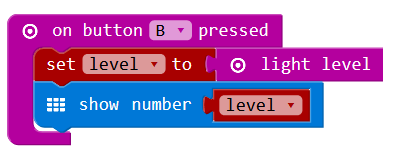 on button B pressed
set level to light level
show number level